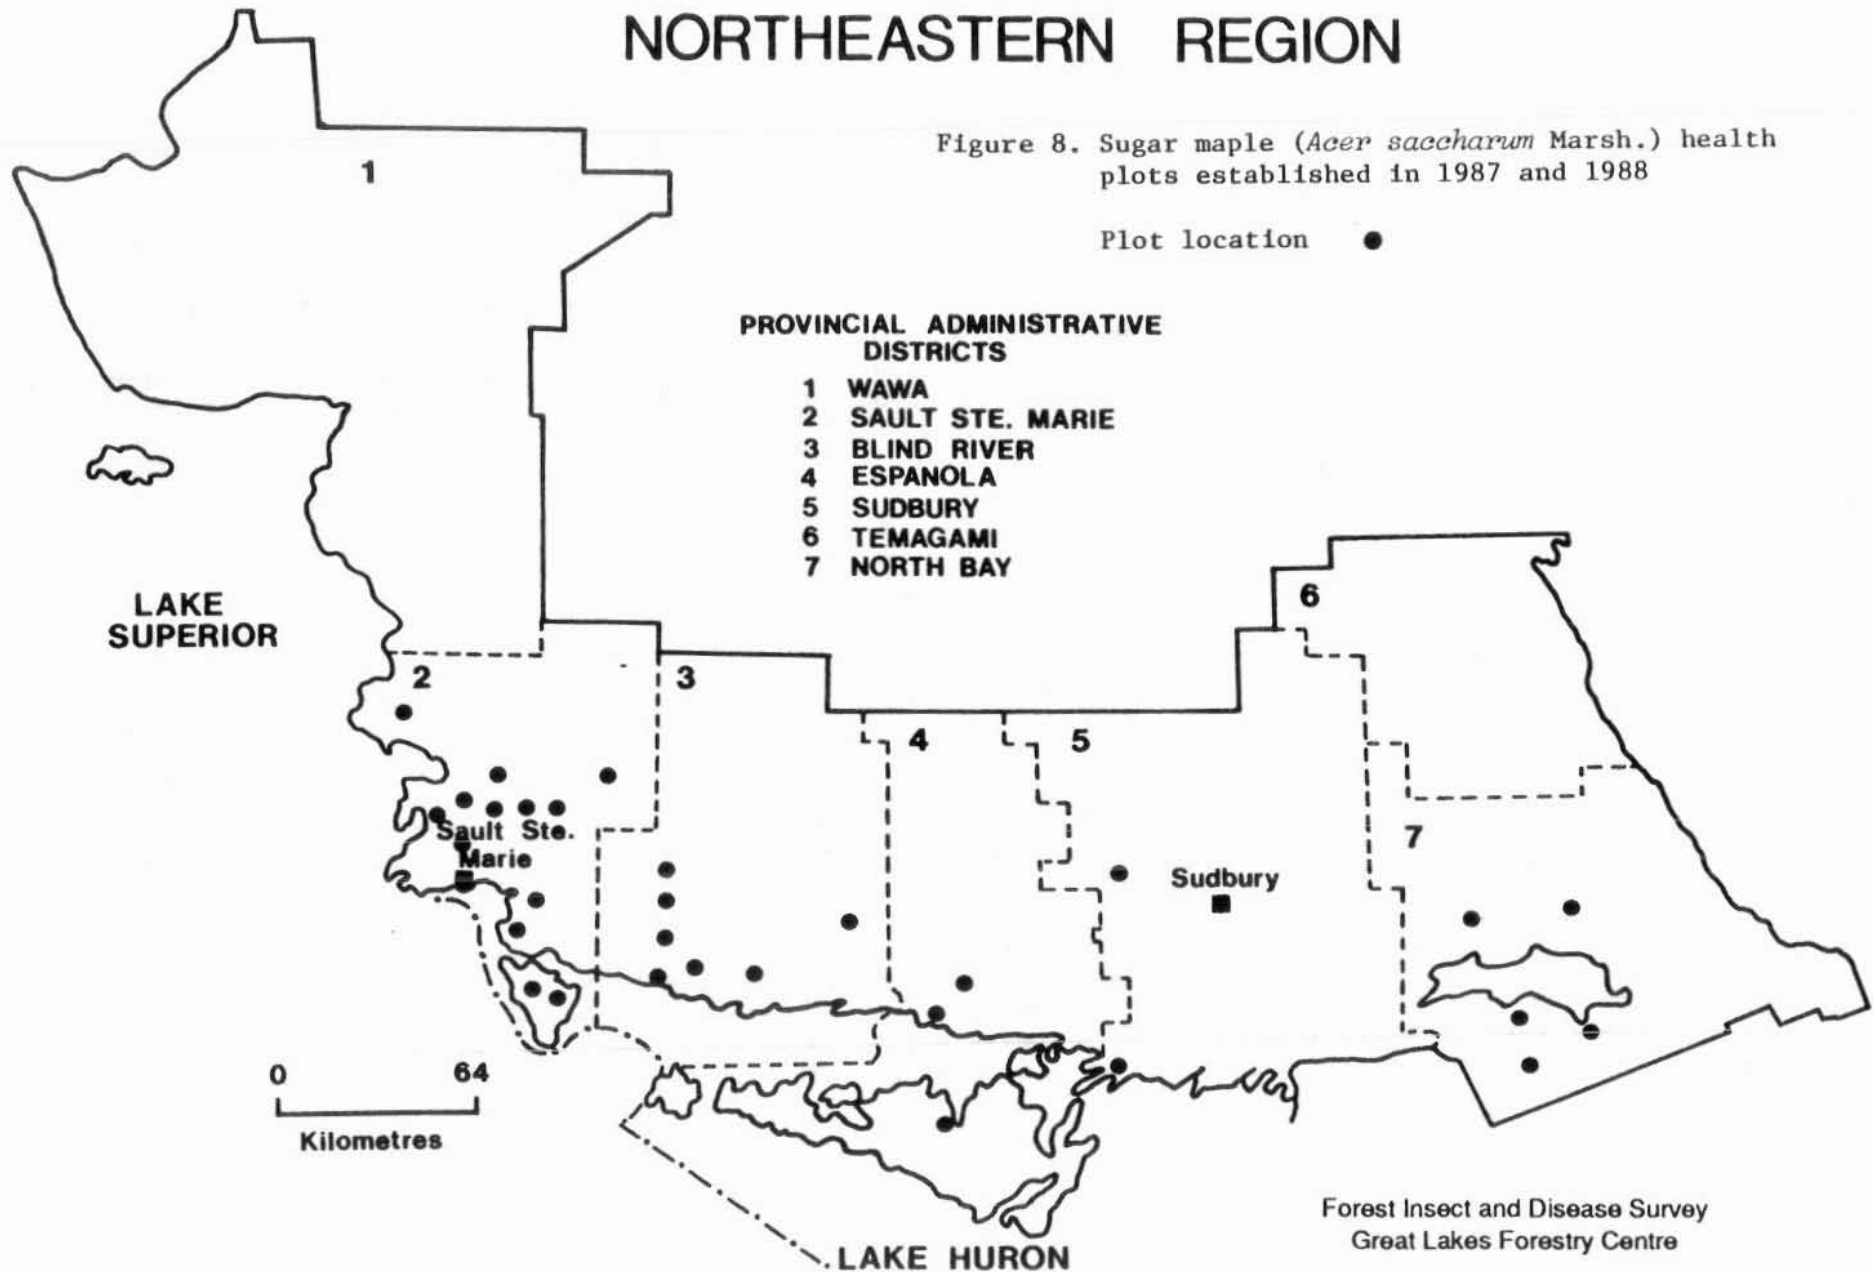 NORTHEASTERN REGION
Figure 8. Sugar maple (Acer saccharum Marsh.) health
plots established in 1987 and 1988
Plot location
PROVINCIAL ADMINISTRATIVE
DISTRICTS
1 WAWA
2 SAULT STE. MARIE
3 BLIND RIVER
4 ESPANOLA
5 SUDBURY
6 TEMAGAMI
7 NORTH BAY
1
LAKE
SUPERIOR
6
2
3
4
5
7
Sault Ste.
Marie
Sudbury
0 64
Kilometres
LAKE HURON
Forest Insect and Disease Survey
Great Lakes Forestry Centre